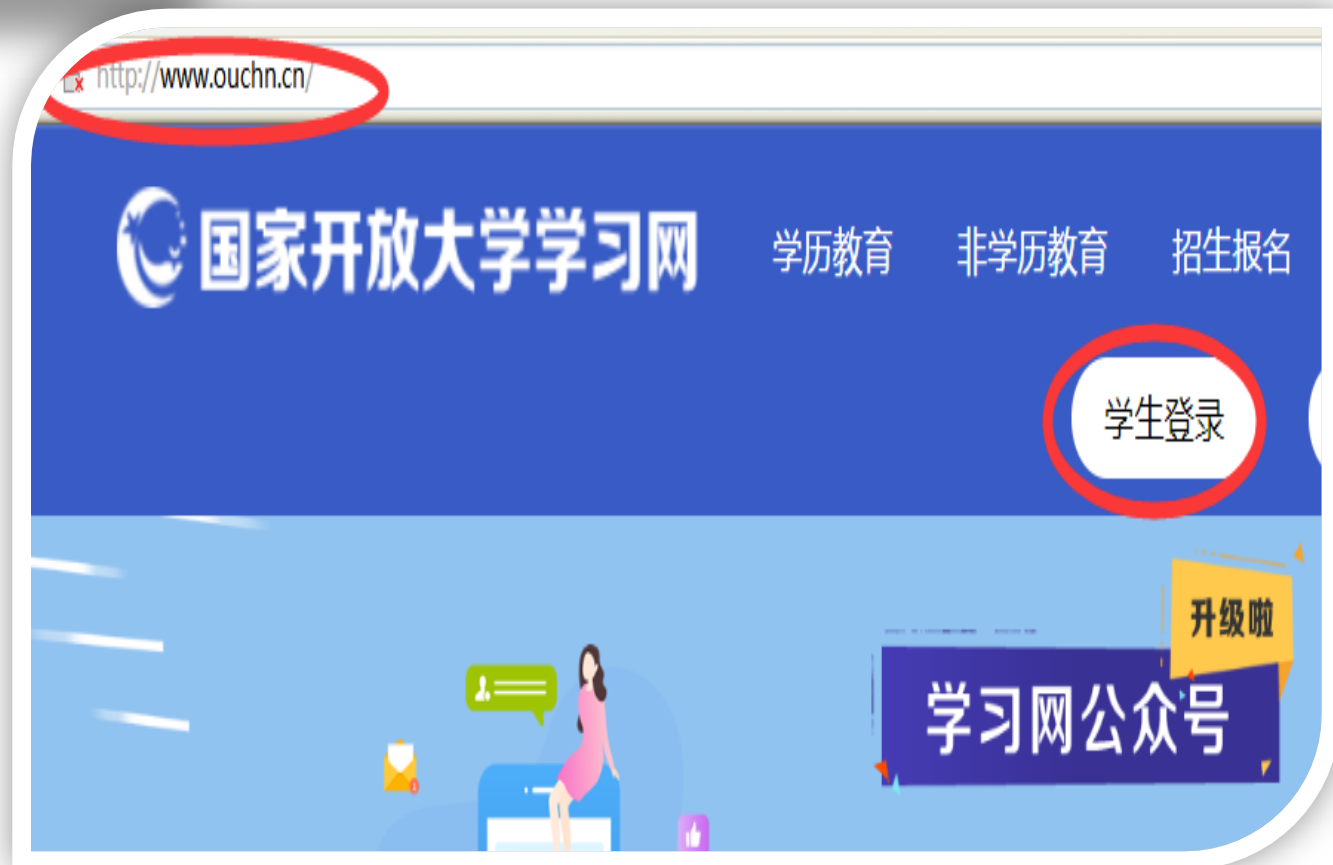 http://www.ouchn.cn/
国家开放大学学习网 学历教育 非学历教育 招生报名
学生登录
升级啦
学习网公众号